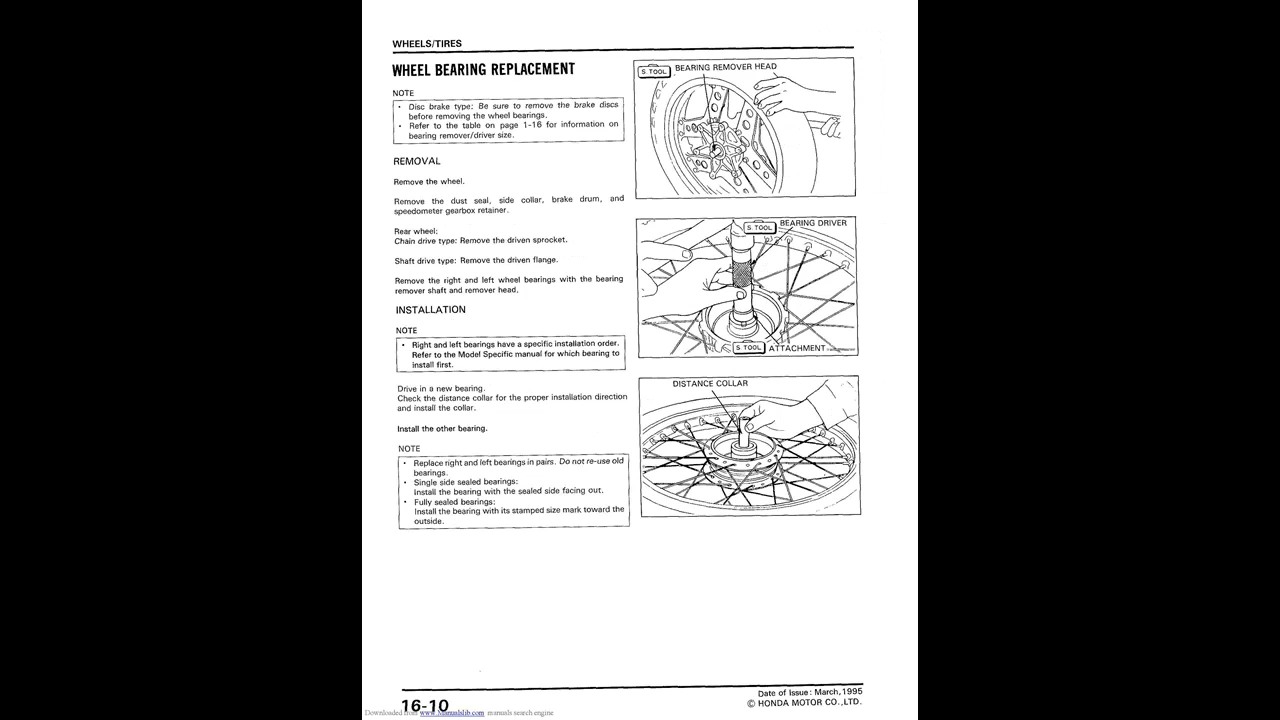 WHEELS/TIRES
WHEEL BEARING REPLACEMENT
NOTE
• Disc brake type: Be sure to remove the brake discs
before removing the wheel bearings.
• Refer to the table on page 1-16 for information on
bearing remover/driver size.
REMOVAL
Remove the wheel.
Remove the dust seal, side collar, brake drum, and
speedometer gearbox retainer.
Rear wheel:
Chain drive type: Remove the driven sprocket.
Shaft drive type: Remove the driven flange.
Remove the right and left wheel bearings with the bearing
remover shaft and remover head.
INSTALLATION
NOTE
• Right and left bearings have a specific installation order.
Refer to the Model Specific manual for which bearing to
install first.
Drive in a new bearing.
Check the distance collar for the proper installation direction
and install the collar.
Install the other bearing.
NOTE
• Replace right and left bearings in pairs. Do not re-use old
bearings.
• Single side sealed bearings:
Install the bearing with the sealed side facing out.
• Fully sealed bearings:
Install the bearing with its stamped size mark toward the
outside.
S. TOOL BEARING REMOVER HEAD
S. TOOL BEARING DRIVER
S. TOOL ATTACHMENT
DISTANCE COLLAR
16-10
Date of Issue: March, 1995
© HONDA MOTOR CO., LTD.
Downloaded from www.Manualslib.com manuals search engine